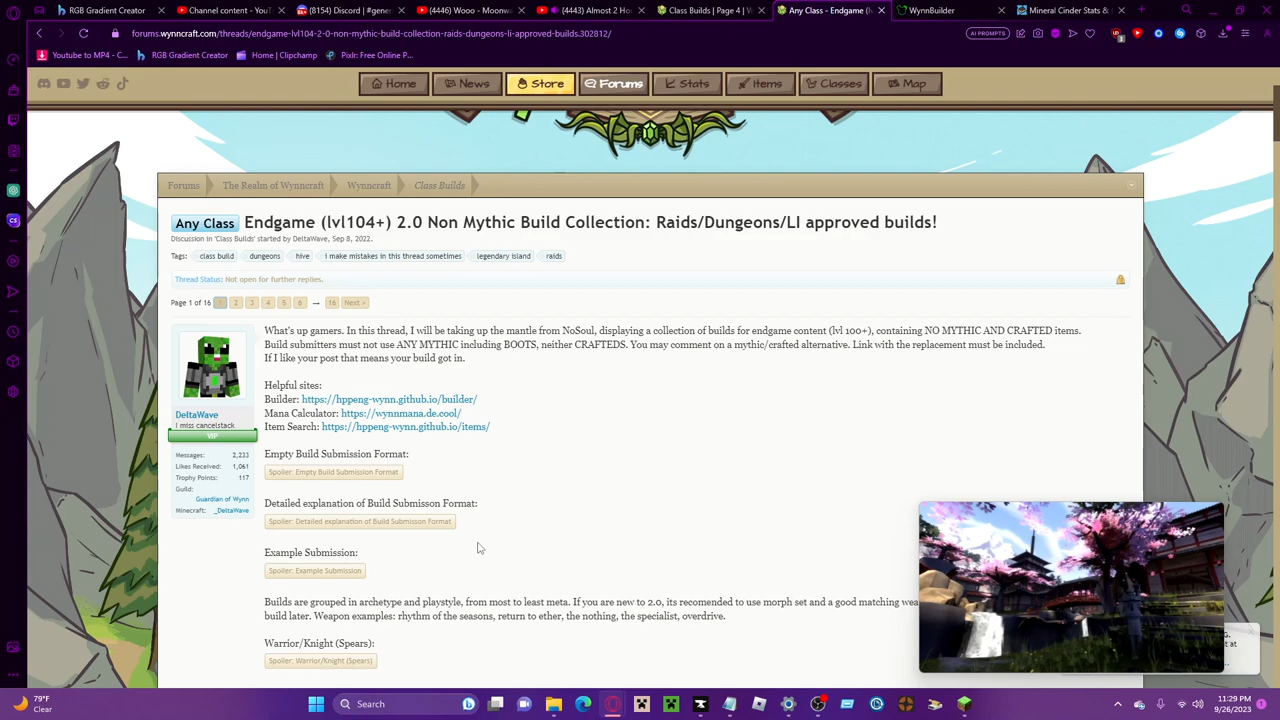 RGB Gradient Creator
Channel content - YouT
(8154) Discord | #gener
(4446) Wooo - Moonwa
(4443) Almost 2 Ho
Class Builds | Page 4 | W
Any Class - Endgame (lv
WynnBuilder
Mineral Cinder Stats &
forums.wynncraft.com/threads/endgame-lvl104-2-0-non-mythic-build-collection-raids-dungeons-li-approved-builds.302812/
AI PROMPTS
Youtube to MP4 - C...
RGB Gradient Creator
Home | Clipchamp
Pixlr: Free Online P...
Home
News
Store
Forums
Stats
Items
Classes
Map
Forums
The Realm of Wynncraft
Wynncraft
Class Builds
Any Class Endgame (lvl104+) 2.0 Non Mythic Build Collection: Raids/Dungeons/LI approved builds!
Discussion in 'Class Builds' started by DeltaWave, Sep 8, 2022.
Tags: class build dungeons hive i make mistakes in this thread sometimes legendary island raids
Thread Status: Not open for further replies.
Page 1 of 16 1 2 3 4 5 6 → 16 Next >
What's up gamers. In this thread, I will be taking up the mantle from NoSoul, displaying a collection of builds for endgame content (lvl 100+), containing NO MYTHIC AND CRAFTED items.
Build submitters must not use ANY MYTHIC including BOOTS, neither CRAFTEDS. You may comment on a mythic/crafted alternative. Link with the replacement must be included.
If I like your post that means your build got in.
Helpful sites:
Builder: https://hppeng-wynn.github.io/builder/
Mana Calculator: https://wynnmana.de.cool/
Item Search: https://hppeng-wynn.github.io/items/
DeltaWave
I miss cancelstack
VIP
Messages: 2,233
Likes Received: 1,061
Trophy Points: 117
Guild:
Guardian of Wynn
Minecraft: _DeltaWave
Empty Build Submission Format:
Spoiler: Empty Build Submission Format
Detailed explanation of Build Submisson Format:
Spoiler: Detailed explanation of Build Submisson Format
Example Submission:
Spoiler: Example Submission
Builds are grouped in archetype and playstyle, from most to least meta. If you are new to 2.0, its recomended to use morph set and a good matching wea
build later. Weapon examples: rhythm of the seasons, return to ether, the nothing, the specialist, overdrive.
Warrior/Knight (Spears):
Spoiler: Warrior/Knight (Spears)
79°F
Clear
Search
11:29 PM
9/26/2023